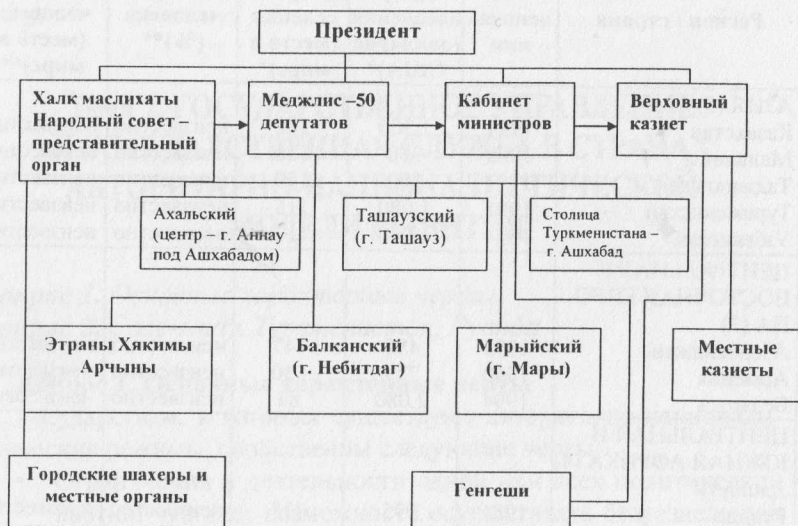 Президент
Халк маслихаты
Народный свет –
представительный
орган
Меджлис–50
депутатов
Кабинет
министров
Верховный
казиет
Ахальский
(центр – г. Аннау
под Ашхабадом)
Ташаузский
(г. Ташауз)
Столица
Туркменистана –
г. Ашхабад
Этраны Хякимы
Арчыны
Балканский
(г. Небитдаг)
Марыйский
(г. Мары)
Местные
казиеты
Городские шахеры и
местные органы
Генгеши